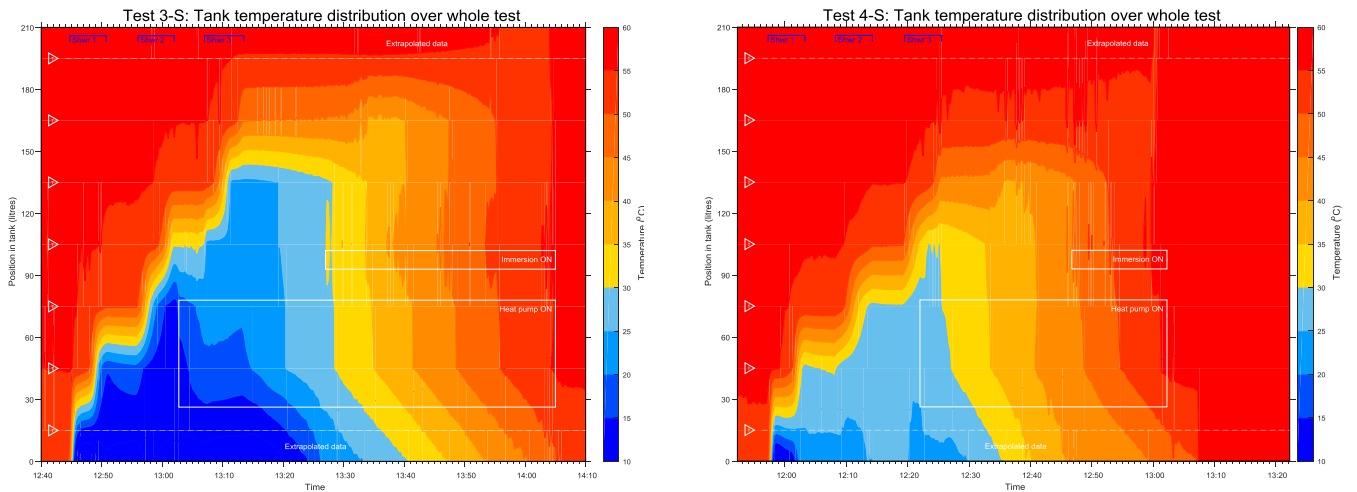 Test 3-S: Tank temperature distribution over whole test
210
180
150
120
90
60
30
0
Position in tank (litres)
Shwr 1
Shwr 2
Shwr 3
Extrapolated data
Immersion ON
Heat pump ON
Extrapolated data
12:40
12:50
13:00
13:10
13:20
13:30
13:40
13:50
14:00
14:10
Time
60
55
50
45
40
35
30
25
20
15
10
Temperature (°C)
Test 4-S: Tank temperature distribution over whole test
210
180
150
120
90
60
30
0
Position in tank (litres)
Shwr 1
Shwr 2
Shwr 3
Extrapolated data
Immersion ON
Heat pump ON
Extrapolated data
12:00
12:10
12:20
12:30
12:40
12:50
13:00
13:10
13:20
Time
60
55
50
45
40
35
30
25
20
15
10
Temperature (°C)